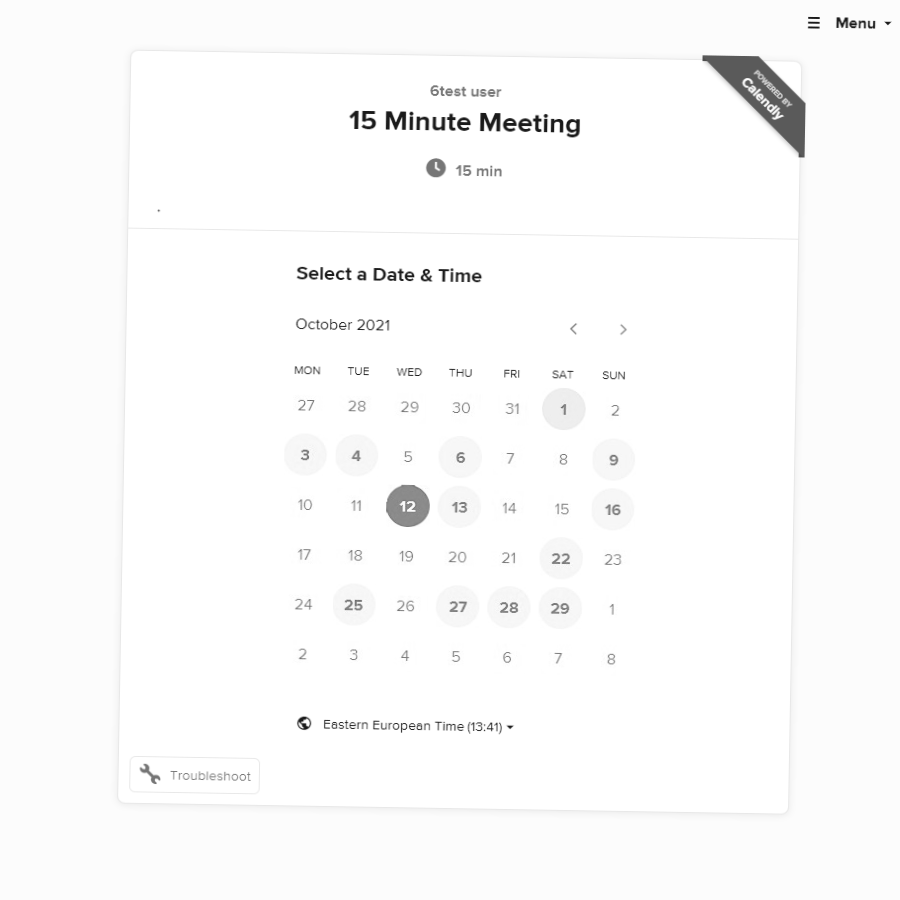 Menu
POWERED BY
Calendly
6test user
15 Minute Meeting
15 min
.
Select a Date & Time
October 2021
MON TUE WED THU FRI SAT SUN
27 28 29 30 31 1 2
3 4 5 6 7 8 9
10 11 12 13 14 15 16
17 18 19 20 21 22 23
24 25 26 27 28 29 1
2 3 4 5 6 7 8
Eastern European Time (13:41)
Troubleshoot